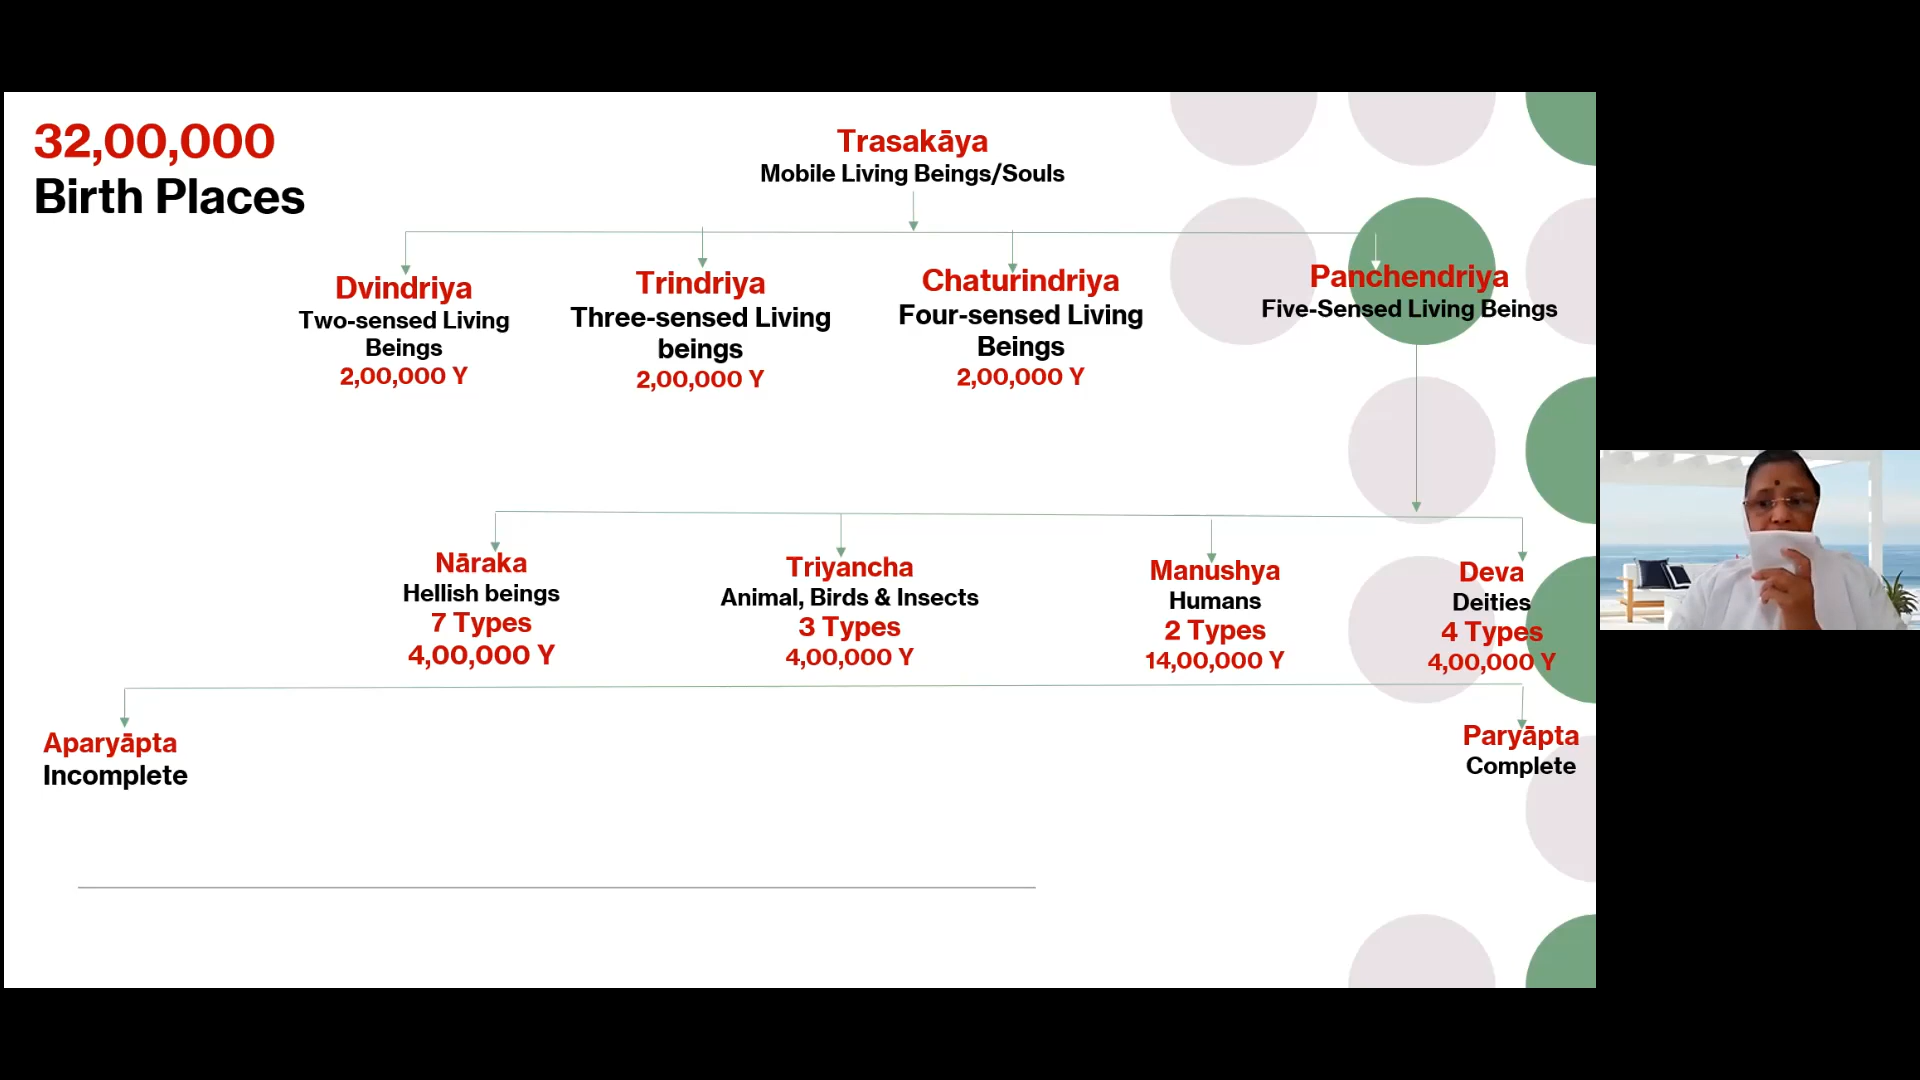 32,00,000
Birth Places
Trasakāya
Mobile Living Beings/Souls
Dvindriya
Two-sensed Living
Beings
2,00,000 Y
Trindriya
Three-sensed Living
beings
2,00,000 Y
Chaturindriya
Four-sensed Living
Beings
2,00,000 Y
Panchendriya
Five-Sensed Living Beings
Nāraka
Hellish beings
7 Types
4,00,000 Y
Triyancha
Animal, Birds & Insects
3 Types
4,00,000 Y
Manushya
Humans
2 Types
14,00,000 Y
Deva
Deities
4 Types
4,00,000 Y
Aparyāpta
Incomplete
Paryāpta
Complete